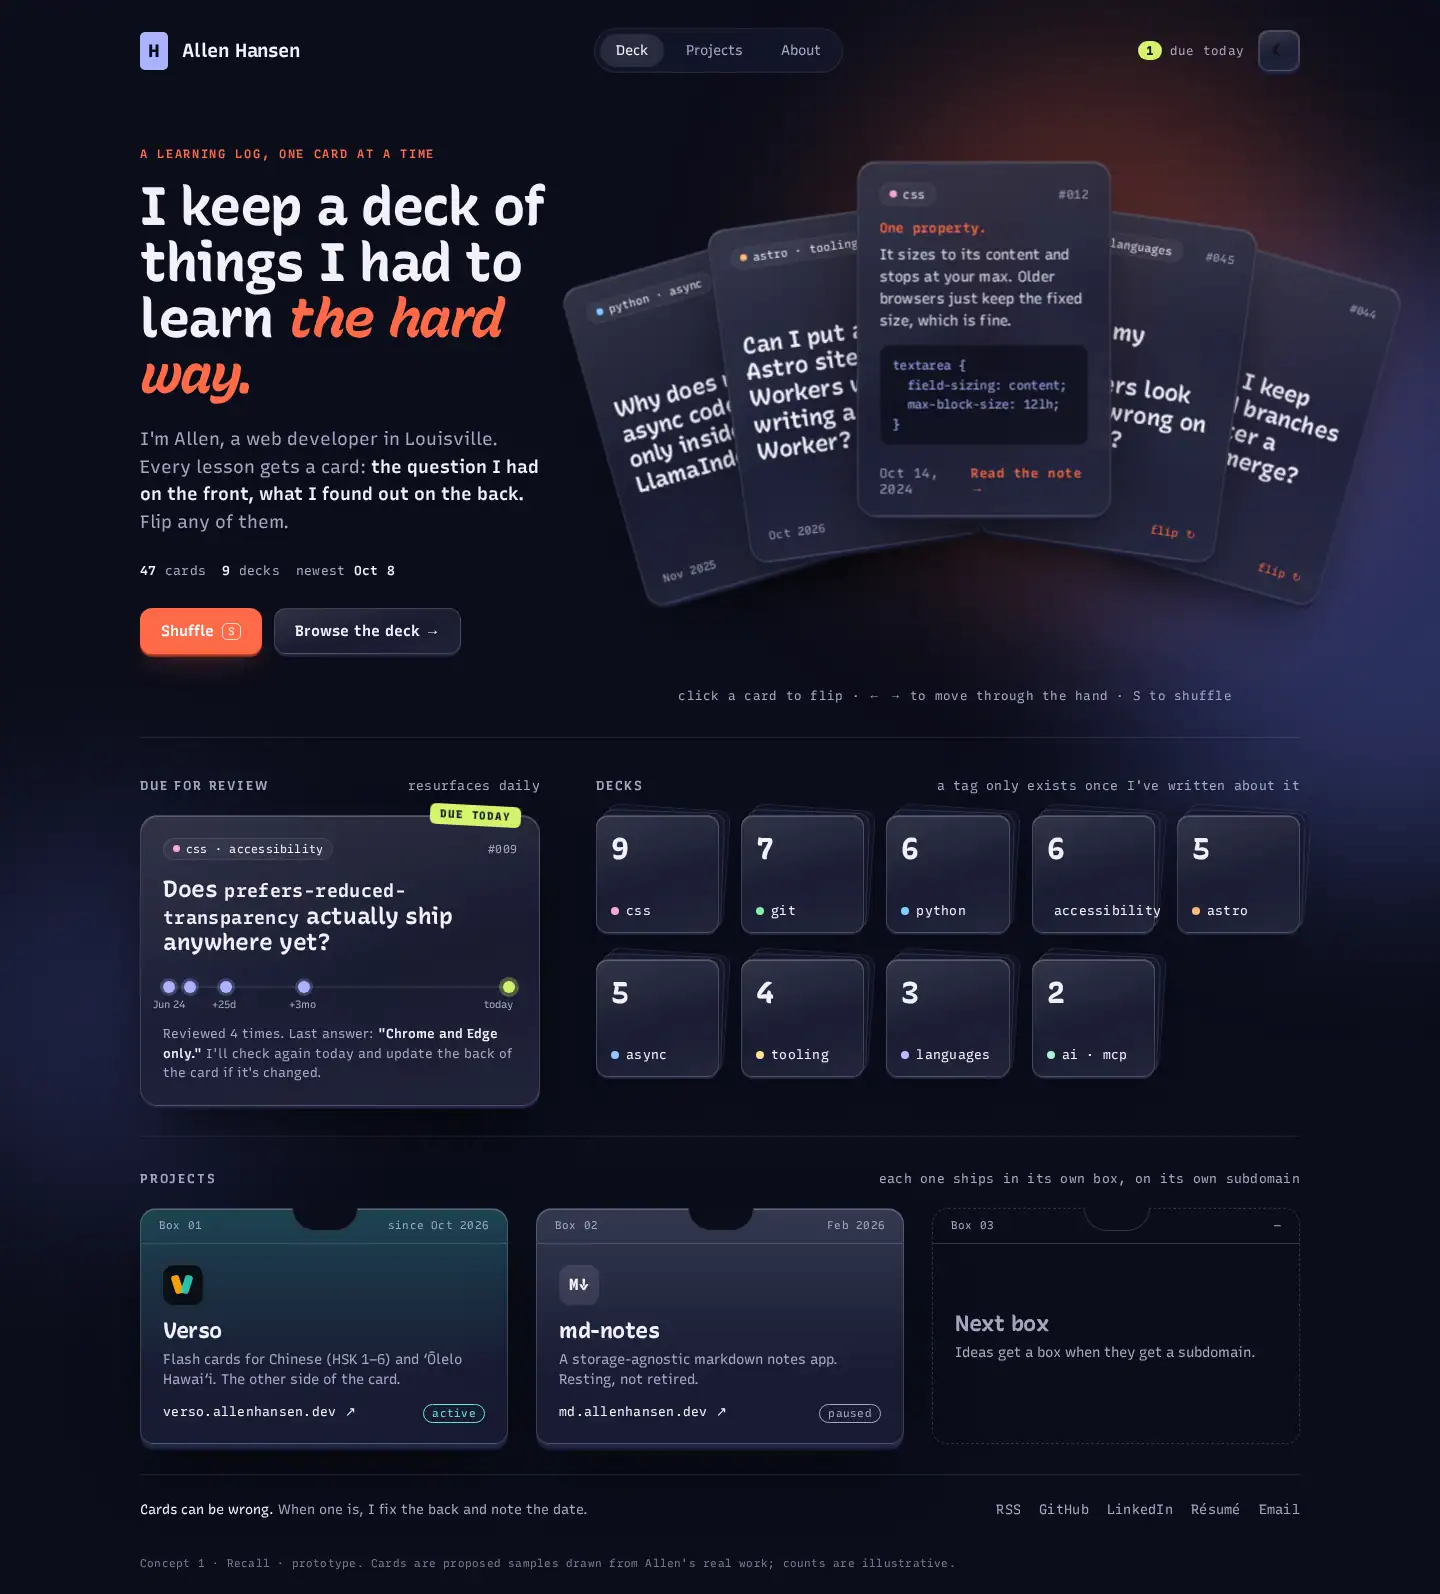 H Allen Hansen
Deck Projects About
1 due today
A LEARNING LOG, ONE CARD AT A TIME
I keep a deck of
things I had to
learn the hard
way.
I'm Allen, a web developer in Louisville.
Every lesson gets a card: the question I had
on the front, what I found out on the back.
Flip any of them.
47 cards 9 decks newest Oct 8
Shuffle S
Browse the deck →
python · async
Why does
async cod
only insid
LlamaInd
Nov 2025
astro · tooling
Can I put a
Astro site
Workers
writing a
Worker?
Oct 2026
css #012
One property.
It sizes to its content and
stops at your max. Older
browsers just keep the fixed
size, which is fine.
textarea {
field-sizing: content;
max-block-size: 12lh;
}
Oct 14,
2024
Read the note
→
languages #045
my
rs look
wrong on
?
flip ↻
#044
I keep
branches
er a
merge?
flip ↻
click a card to flip · ← → to move through the hand · S to shuffle
DUE FOR REVIEW resurfaces daily
DUE TODAY
css · accessibility #009
Does prefers-reduced-
transparency actually ship
anywhere yet?
Jun 24 +25d +3mo today
Reviewed 4 times. Last answer: "Chrome and Edge
only." I'll check again today and update the back of
the card if it's changed.
DECKS a tag only exists once I've written about it
9 7 6 6 5
css git python accessibility astro
5 4 3 2
async tooling languages ai · mcp
PROJECTS each one ships in its own box, on its own subdomain
Box 01 since Oct 2026
Verso
Flash cards for Chinese (HSK 1–6) and ʻŌlelo
Hawaiʻi. The other side of the card.
verso.allenhansen.dev ↗ active
Box 02 Feb 2026
M↓
md-notes
A storage-agnostic markdown notes app.
Resting, not retired.
md.allenhansen.dev ↗ paused
Box 03 —
Next box
Ideas get a box when they get a subdomain.
Cards can be wrong. When one is, I fix the back and note the date.
RSS GitHub LinkedIn Résumé Email
Concept 1 · Recall · prototype. Cards are proposed samples drawn from Allen's real work; counts are illustrative.